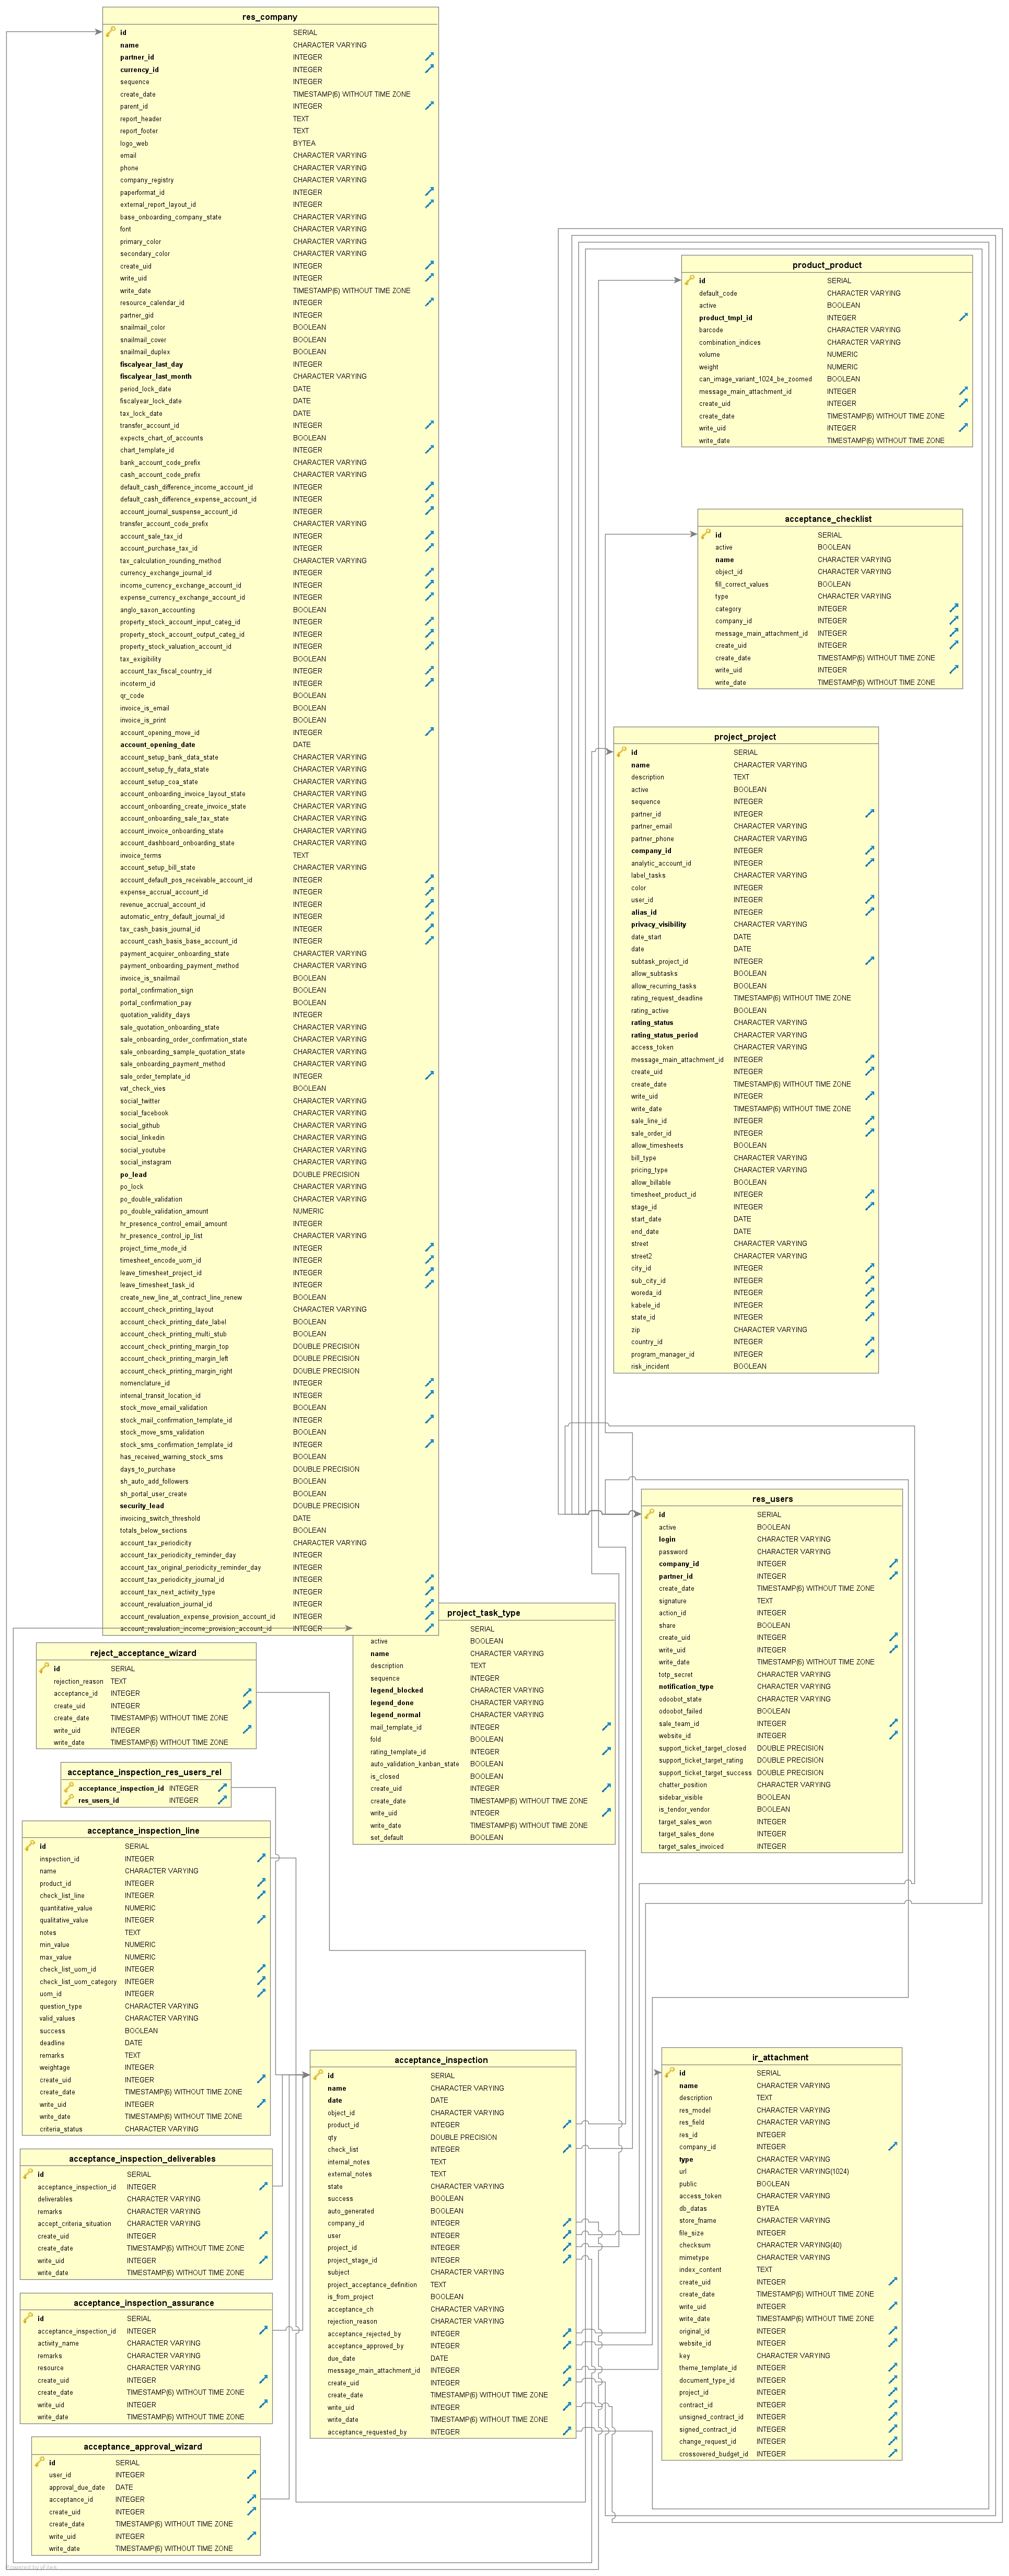 res_company
id SERIAL
name CHARACTER VARYING
partner_id INTEGER
currency_id INTEGER
sequence INTEGER
create_date TIMESTAMP(6) WITHOUT TIME ZONE
parent_id INTEGER
report_header TEXT
report_footer TEXT
logo_web BYTEA
email CHARACTER VARYING
phone CHARACTER VARYING
company_registry CHARACTER VARYING
paperformat_id INTEGER
external_report_layout_id INTEGER
base_onboarding_company_state CHARACTER VARYING
font CHARACTER VARYING
primary_color CHARACTER VARYING
secondary_color CHARACTER VARYING
create_uid INTEGER
write_uid INTEGER
write_date TIMESTAMP(6) WITHOUT TIME ZONE
resource_calendar_id INTEGER
partner_gid INTEGER
snailmail_color BOOLEAN
snailmail_cover BOOLEAN
snailmail_duplex BOOLEAN
fiscalyear_last_day INTEGER
fiscalyear_last_month CHARACTER VARYING
period_lock_date DATE
fiscalyear_lock_date DATE
tax_lock_date DATE
transfer_account_id INTEGER
expects_chart_of_accounts BOOLEAN
chart_template_id INTEGER
bank_account_code_prefix CHARACTER VARYING
cash_account_code_prefix CHARACTER VARYING
default_cash_difference_income_account_id INTEGER
default_cash_difference_expense_account_id INTEGER
account_journal_suspense_account_id INTEGER
transfer_account_code_prefix CHARACTER VARYING
account_sale_tax_id INTEGER
account_purchase_tax_id INTEGER
tax_calculation_rounding_method CHARACTER VARYING
currency_exchange_journal_id INTEGER
income_currency_exchange_account_id INTEGER
expense_currency_exchange_account_id INTEGER
anglo_saxon_accounting BOOLEAN
property_stock_account_input_categ_id INTEGER
property_stock_account_output_categ_id INTEGER
property_stock_valuation_account_id INTEGER
tax_exigibility BOOLEAN
account_tax_fiscal_country_id INTEGER
incoterm_id INTEGER
qr_code BOOLEAN
invoice_is_email BOOLEAN
invoice_is_print BOOLEAN
account_opening_move_id INTEGER
account_opening_date DATE
account_setup_bank_data_state CHARACTER VARYING
account_setup_fy_data_state CHARACTER VARYING
account_setup_coa_state CHARACTER VARYING
account_onboarding_invoice_layout_state CHARACTER VARYING
account_onboarding_create_invoice_state CHARACTER VARYING
account_onboarding_sale_tax_state CHARACTER VARYING
account_invoice_onboarding_state CHARACTER VARYING
account_dashboard_onboarding_state CHARACTER VARYING
invoice_terms TEXT
account_setup_bill_state CHARACTER VARYING
account_default_pos_receivable_account_id INTEGER
expense_accrual_account_id INTEGER
revenue_accrual_account_id INTEGER
automatic_entry_default_journal_id INTEGER
tax_cash_basis_journal_id INTEGER
account_cash_basis_base_account_id INTEGER
payment_acquirer_onboarding_state CHARACTER VARYING
payment_onboarding_payment_method CHARACTER VARYING
invoice_is_snailmail BOOLEAN
portal_confirmation_sign BOOLEAN
portal_confirmation_pay BOOLEAN
quotation_validity_days INTEGER
sale_quotation_onboarding_state CHARACTER VARYING
sale_onboarding_order_confirmation_state CHARACTER VARYING
sale_onboarding_sample_quotation_state CHARACTER VARYING
sale_onboarding_payment_method CHARACTER VARYING
sale_order_template_id INTEGER
vat_check_vies BOOLEAN
social_twitter CHARACTER VARYING
social_facebook CHARACTER VARYING
social_github CHARACTER VARYING
social_linkedin CHARACTER VARYING
social_youtube CHARACTER VARYING
social_instagram CHARACTER VARYING
po_lead DOUBLE PRECISION
po_lock CHARACTER VARYING
po_double_validation CHARACTER VARYING
po_double_validation_amount NUMERIC
hr_presence_control_email_amount INTEGER
hr_presence_control_ip_list CHARACTER VARYING
project_time_mode_id INTEGER
timesheet_encode_uom_id INTEGER
leave_timesheet_project_id INTEGER
leave_timesheet_task_id INTEGER
create_new_line_at_contract_line_renew BOOLEAN
account_check_printing_layout CHARACTER VARYING
account_check_printing_date_label BOOLEAN
account_check_printing_multi_stub BOOLEAN
account_check_printing_margin_top DOUBLE PRECISION
account_check_printing_margin_left DOUBLE PRECISION
account_check_printing_margin_right DOUBLE PRECISION
nomenclature_id INTEGER
internal_transit_location_id INTEGER
stock_move_email_validation BOOLEAN
stock_mail_confirmation_template_id INTEGER
stock_move_sms_validation BOOLEAN
stock_sms_confirmation_template_id INTEGER
has_received_warning_stock_sms BOOLEAN
days_to_purchase DOUBLE PRECISION
sh_auto_add_followers BOOLEAN
sh_portal_user_create BOOLEAN
security_lead DOUBLE PRECISION
invoicing_switch_threshold DATE
totals_below_sections BOOLEAN
account_tax_periodicity CHARACTER VARYING
account_tax_periodicity_reminder_day INTEGER
account_tax_original_periodicity_reminder_day INTEGER
account_tax_periodicity_journal_id INTEGER
account_tax_next_activity_type INTEGER
account_revaluation_journal_id INTEGER
account_revaluation_expense_provision_account_id INTEGER
account_revaluation_income_provision_account_id INTEGER
product_product
id SERIAL
default_code CHARACTER VARYING
active BOOLEAN
product_tmpl_id INTEGER
barcode CHARACTER VARYING
combination_indices CHARACTER VARYING
volume NUMERIC
weight NUMERIC
can_image_variant_1024_be_zoomed BOOLEAN
message_main_attachment_id INTEGER
create_uid INTEGER
create_date TIMESTAMP(6) WITHOUT TIME ZONE
write_uid INTEGER
write_date TIMESTAMP(6) WITHOUT TIME ZONE
acceptance_checklist
id SERIAL
active BOOLEAN
name CHARACTER VARYING
object_id CHARACTER VARYING
fill_correct_values BOOLEAN
type CHARACTER VARYING
category INTEGER
company_id INTEGER
message_main_attachment_id INTEGER
create_uid INTEGER
create_date TIMESTAMP(6) WITHOUT TIME ZONE
write_uid INTEGER
write_date TIMESTAMP(6) WITHOUT TIME ZONE
project_project
id SERIAL
name CHARACTER VARYING
description TEXT
active BOOLEAN
sequence INTEGER
partner_id INTEGER
partner_email CHARACTER VARYING
partner_phone CHARACTER VARYING
company_id INTEGER
analytic_account_id INTEGER
label_tasks CHARACTER VARYING
color INTEGER
user_id INTEGER
alias_id INTEGER
privacy_visibility CHARACTER VARYING
date_start DATE
date DATE
subtask_project_id INTEGER
allow_subtasks BOOLEAN
allow_recurring_tasks BOOLEAN
rating_request_deadline TIMESTAMP(6) WITHOUT TIME ZONE
rating_active BOOLEAN
rating_status CHARACTER VARYING
rating_status_period CHARACTER VARYING
access_token CHARACTER VARYING
message_main_attachment_id INTEGER
create_uid INTEGER
create_date TIMESTAMP(6) WITHOUT TIME ZONE
write_uid INTEGER
write_date TIMESTAMP(6) WITHOUT TIME ZONE
sale_line_id INTEGER
sale_order_id INTEGER
allow_timesheets BOOLEAN
bill_type CHARACTER VARYING
pricing_type CHARACTER VARYING
allow_billable BOOLEAN
timesheet_product_id INTEGER
stage_id INTEGER
start_date DATE
end_date DATE
street CHARACTER VARYING
street2 CHARACTER VARYING
city_id INTEGER
sub_city_id INTEGER
woreda_id INTEGER
kabele_id INTEGER
state_id INTEGER
zip CHARACTER VARYING
country_id INTEGER
program_manager_id INTEGER
risk_incident BOOLEAN
res_users
id SERIAL
active BOOLEAN
login CHARACTER VARYING
password CHARACTER VARYING
company_id INTEGER
partner_id INTEGER
create_date TIMESTAMP(6) WITHOUT TIME ZONE
signature TEXT
action_id INTEGER
share BOOLEAN
create_uid INTEGER
write_uid INTEGER
write_date TIMESTAMP(6) WITHOUT TIME ZONE
totp_secret CHARACTER VARYING
notification_type CHARACTER VARYING
odoobot_state CHARACTER VARYING
odoobot_failed BOOLEAN
sale_team_id INTEGER
website_id INTEGER
support_ticket_target_closed DOUBLE PRECISION
support_ticket_target_rating DOUBLE PRECISION
support_ticket_target_success DOUBLE PRECISION
chatter_position CHARACTER VARYING
sidebar_visible BOOLEAN
is_tendor_vendor BOOLEAN
target_sales_won INTEGER
target_sales_done INTEGER
target_sales_invoiced INTEGER
project_task_type
SERIAL
active BOOLEAN
name CHARACTER VARYING
description TEXT
sequence INTEGER
legend_blocked CHARACTER VARYING
legend_done CHARACTER VARYING
legend_normal CHARACTER VARYING
mail_template_id INTEGER
fold BOOLEAN
rating_template_id INTEGER
auto_validation_kanban_state BOOLEAN
is_closed BOOLEAN
create_uid INTEGER
create_date TIMESTAMP(6) WITHOUT TIME ZONE
write_uid INTEGER
write_date TIMESTAMP(6) WITHOUT TIME ZONE
set_default BOOLEAN
reject_acceptance_wizard
id SERIAL
rejection_reason TEXT
acceptance_id INTEGER
create_uid INTEGER
create_date TIMESTAMP(6) WITHOUT TIME ZONE
write_uid INTEGER
write_date TIMESTAMP(6) WITHOUT TIME ZONE
acceptance_inspection_res_users_rel
acceptance_inspection_id INTEGER
res_users_id INTEGER
acceptance_inspection_line
id SERIAL
inspection_id INTEGER
name CHARACTER VARYING
product_id INTEGER
check_list_line INTEGER
quantitative_value NUMERIC
qualitative_value INTEGER
notes TEXT
min_value NUMERIC
max_value NUMERIC
check_list_uom_id INTEGER
check_list_uom_category INTEGER
uom_id INTEGER
question_type CHARACTER VARYING
valid_values CHARACTER VARYING
success BOOLEAN
deadline DATE
remarks TEXT
weightage INTEGER
create_uid INTEGER
create_date TIMESTAMP(6) WITHOUT TIME ZONE
write_uid INTEGER
write_date TIMESTAMP(6) WITHOUT TIME ZONE
criteria_status CHARACTER VARYING
acceptance_inspection_deliverables
id SERIAL
acceptance_inspection_id INTEGER
deliverables CHARACTER VARYING
remarks CHARACTER VARYING
accept_criteria_situation CHARACTER VARYING
create_uid INTEGER
create_date TIMESTAMP(6) WITHOUT TIME ZONE
write_uid INTEGER
write_date TIMESTAMP(6) WITHOUT TIME ZONE
acceptance_inspection_assurance
id SERIAL
acceptance_inspection_id INTEGER
activity_name CHARACTER VARYING
remarks CHARACTER VARYING
resource CHARACTER VARYING
create_uid INTEGER
create_date TIMESTAMP(6) WITHOUT TIME ZONE
write_uid INTEGER
write_date TIMESTAMP(6) WITHOUT TIME ZONE
acceptance_approval_wizard
id SERIAL
user_id INTEGER
approval_due_date DATE
acceptance_id INTEGER
create_uid INTEGER
create_date TIMESTAMP(6) WITHOUT TIME ZONE
write_uid INTEGER
write_date TIMESTAMP(6) WITHOUT TIME ZONE
acceptance_inspection
id SERIAL
name CHARACTER VARYING
date DATE
object_id CHARACTER VARYING
product_id INTEGER
qty DOUBLE PRECISION
check_list INTEGER
internal_notes TEXT
external_notes TEXT
state CHARACTER VARYING
success BOOLEAN
auto_generated BOOLEAN
company_id INTEGER
user INTEGER
project_id INTEGER
project_stage_id INTEGER
subject CHARACTER VARYING
project_acceptance_definition TEXT
is_from_project BOOLEAN
acceptance_ch CHARACTER VARYING
rejection_reason CHARACTER VARYING
acceptance_rejected_by INTEGER
acceptance_approved_by INTEGER
due_date DATE
message_main_attachment_id INTEGER
create_uid INTEGER
create_date TIMESTAMP(6) WITHOUT TIME ZONE
write_uid INTEGER
write_date TIMESTAMP(6) WITHOUT TIME ZONE
acceptance_requested_by INTEGER
ir_attachment
id SERIAL
name CHARACTER VARYING
description TEXT
res_model CHARACTER VARYING
res_field CHARACTER VARYING
res_id INTEGER
company_id INTEGER
type CHARACTER VARYING
url CHARACTER VARYING(1024)
public BOOLEAN
access_token CHARACTER VARYING
db_datas BYTEA
store_fname CHARACTER VARYING
file_size INTEGER
checksum CHARACTER VARYING(40)
mimetype CHARACTER VARYING
index_content TEXT
create_uid INTEGER
create_date TIMESTAMP(6) WITHOUT TIME ZONE
write_uid INTEGER
write_date TIMESTAMP(6) WITHOUT TIME ZONE
original_id INTEGER
website_id INTEGER
key CHARACTER VARYING
theme_template_id INTEGER
document_type_id INTEGER
project_id INTEGER
contract_id INTEGER
unsigned_contract_id INTEGER
signed_contract_id INTEGER
change_request_id INTEGER
crossovered_budget_id INTEGER
Powered by yFiles